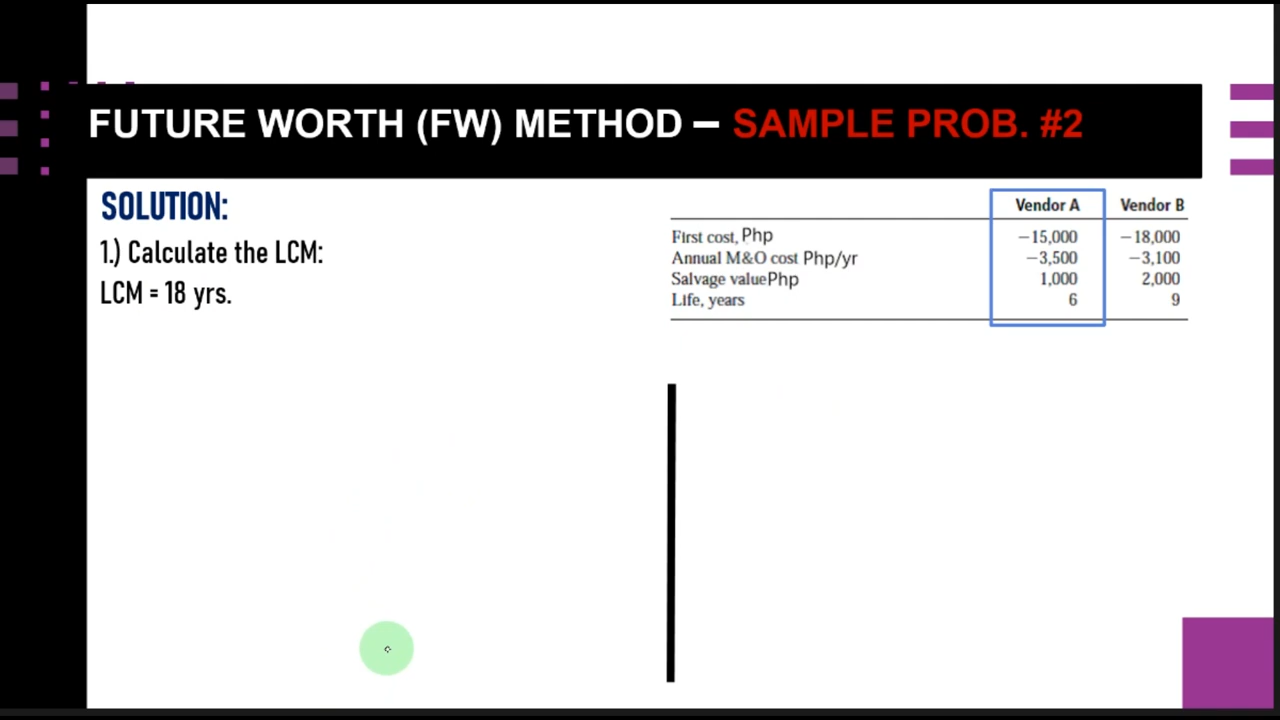 FUTURE WORTH (FW) METHOD – SAMPLE PROB. #2
SOLUTION:
1.) Calculate the LCM:
LCM = 18 yrs.
Vendor A Vendor B
First cost, Php −15,000 −18,000
Annual M&O cost Php/yr −3,500 −3,100
Salvage value Php 1,000 2,000
Life, years 6 9